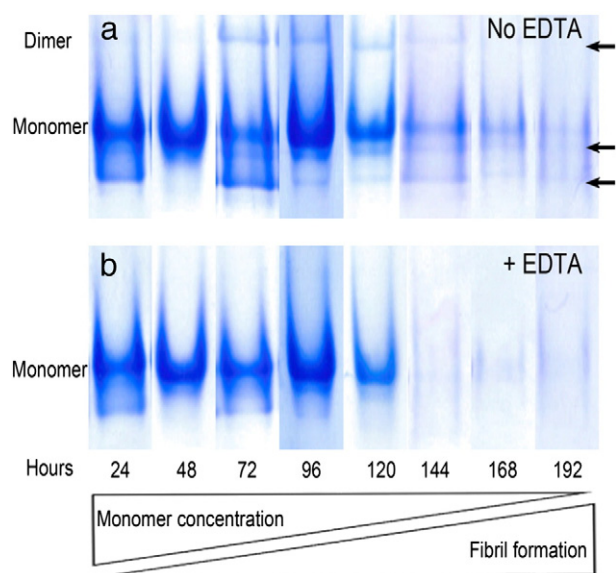 a
No EDTA
Dimer
Monomer
b
+ EDTA
Monomer
Hours 24 48 72 96 120 144 168 192
Monomer concentration
Fibril formation